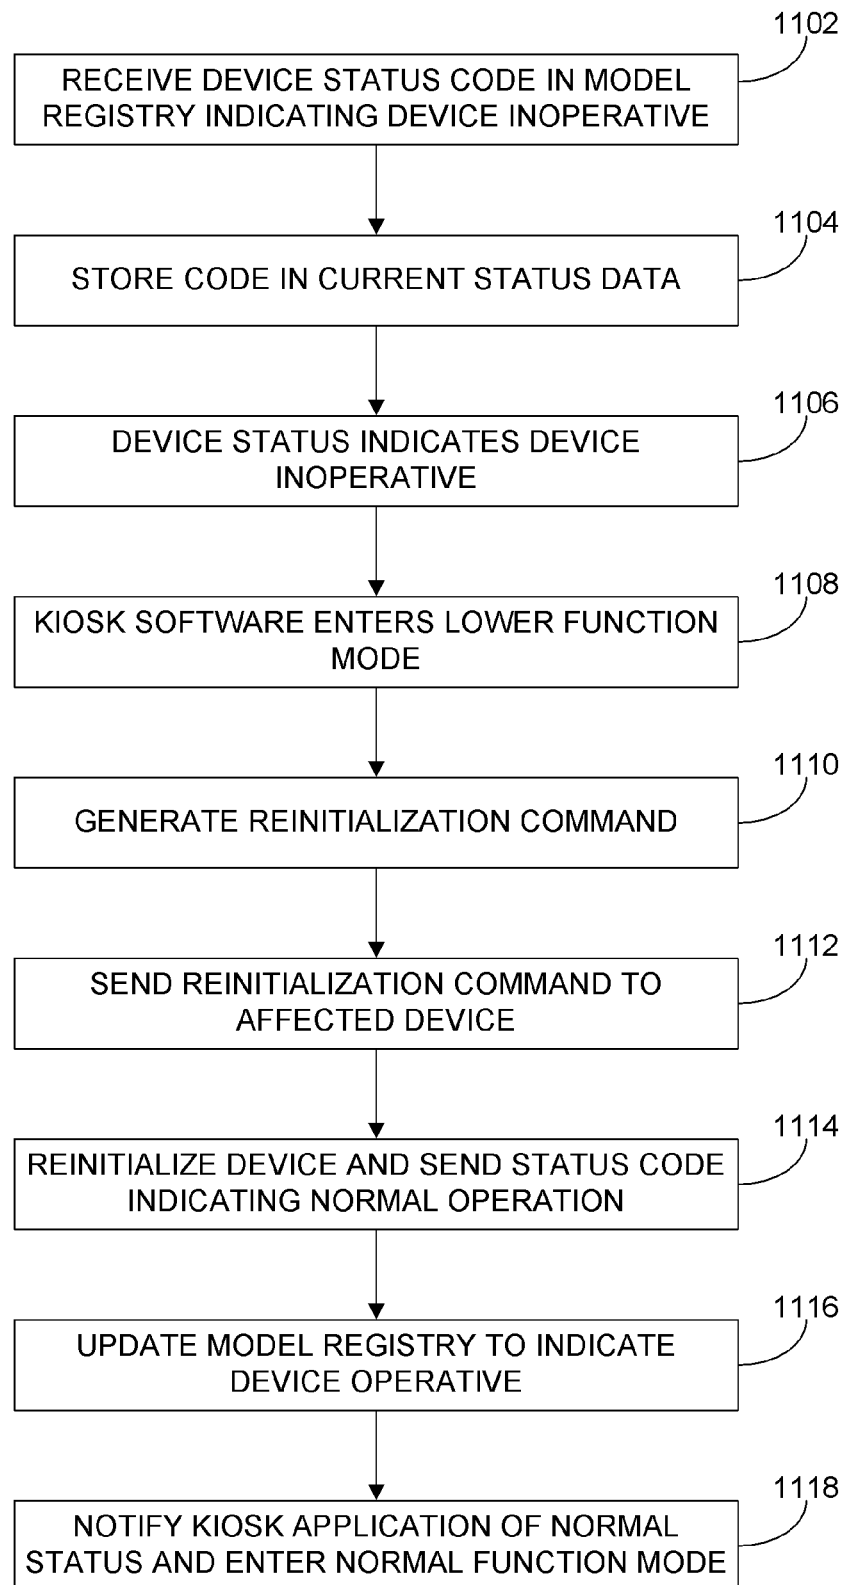 1102
RECEIVE DEVICE STATUS CODE IN MODEL
REGISTRY INDICATING DEVICE INOPERATIVE
1104
STORE CODE IN CURRENT STATUS DATA
1106
DEVICE STATUS INDICATES DEVICE
INOPERATIVE
1108
KIOSK SOFTWARE ENTERS LOWER FUNCTION
MODE
1110
GENERATE REINITIALIZATION COMMAND
1112
SEND REINITIALIZATION COMMAND TO
AFFECTED DEVICE
1114
REINITIALIZE DEVICE AND SEND STATUS CODE
INDICATING NORMAL OPERATION
1116
UPDATE MODEL REGISTRY TO INDICATE
DEVICE OPERATIVE
1118
NOTIFY KIOSK APPLICATION OF NORMAL
STATUS AND ENTER NORMAL FUNCTION MODE